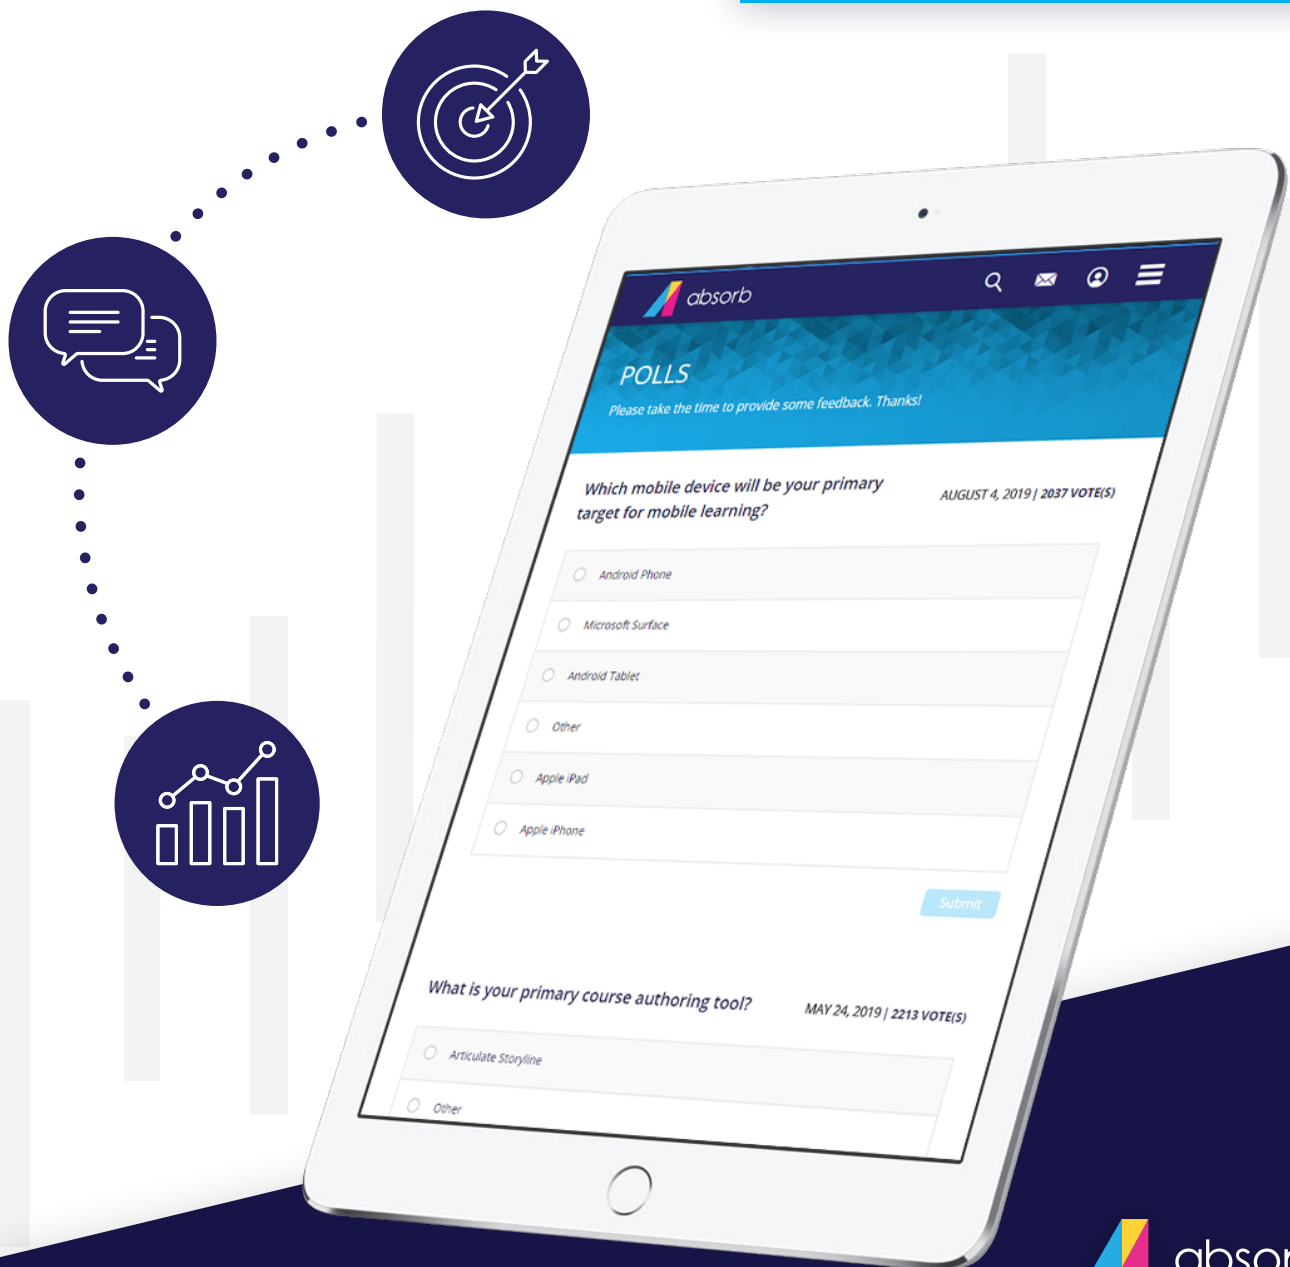 absorb
POLLS
Please take the time to provide some feedback. Thanks!
Which mobile device will be your primary
target for mobile learning?
AUGUST 4, 2019 | 2037 VOTE(S)
Android Phone
Microsoft Surface
Android Tablet
Other
Apple iPad
Apple iPhone
Submit
What is your primary course authoring tool?
MAY 24, 2019 | 2213 VOTE(S)
Articulate Storyline
Other
absor